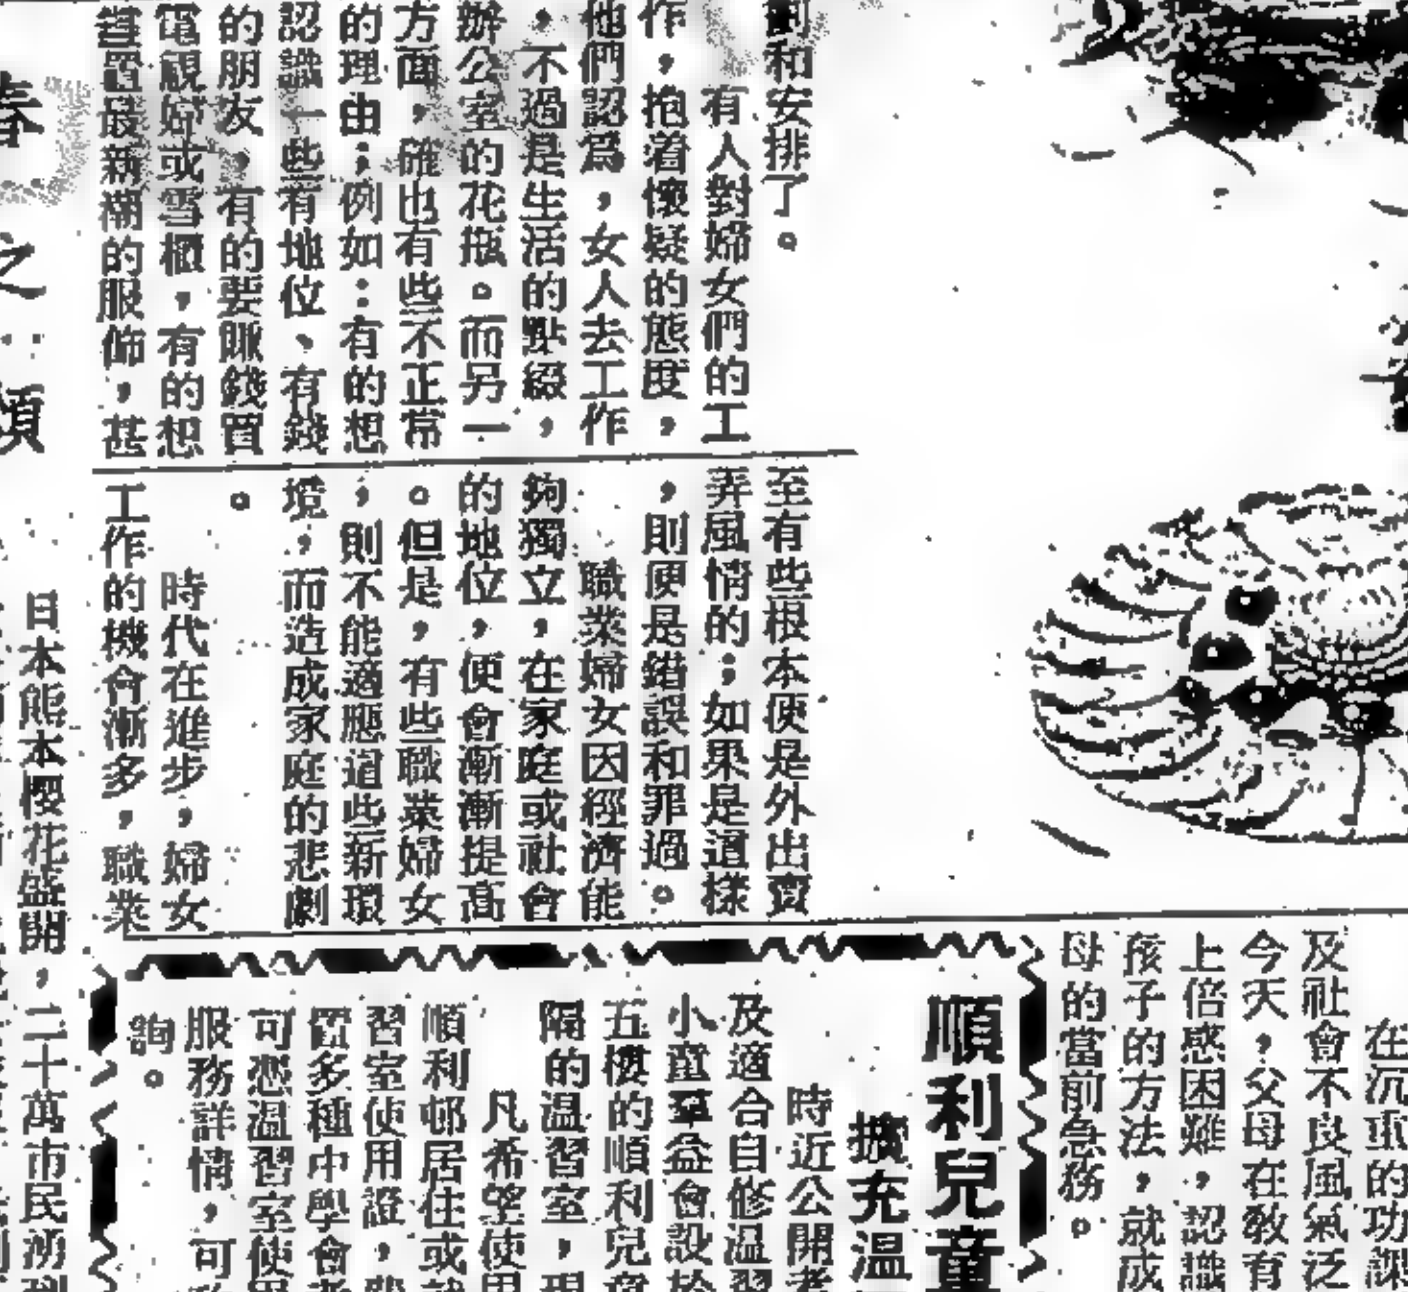 劃和安排了。
有人對婦女們的工
作，抱着懷疑的態度，
他們認爲，女人去工作
，不過是生活的點綴，
辦公室的花瓶。而另一
方面，確也有些不正常
的理由；例如：有的想
認識一些有地位、有錢
的朋友，有的要賺錢買
電視好或雪櫃，有的想
置最新潮的服飾，甚
至有些根本便是外出賣
弄風情的；如果是這樣
，則便是錯誤和罪過。
職業婦女因經濟能
夠獨立，在家庭或社會
的地位，便會漸漸提高
。但是，有些職業婦女
，則不能適應這些新環
境，而造成家庭的悲劇
。
時代在進步，婦女
工作的機會漸多，職業
春之頌
日本熊本櫻花盛開，二十萬市民湧到
在沉重的功課
及社會不良風氣泛
今天，父母在教育
上倍感困難，認識
孩子的方法，就成
母的當前急務。
順利兒童
擴充温
時近公開考
及適合自修温習
小童羣益會設於
五樓的順利兒童
隔的温習室，現
凡希望使用
順利邨居住或就
習室使用證，
置多種中學會考
可憑温習室使用
服務詳情，可
詢。